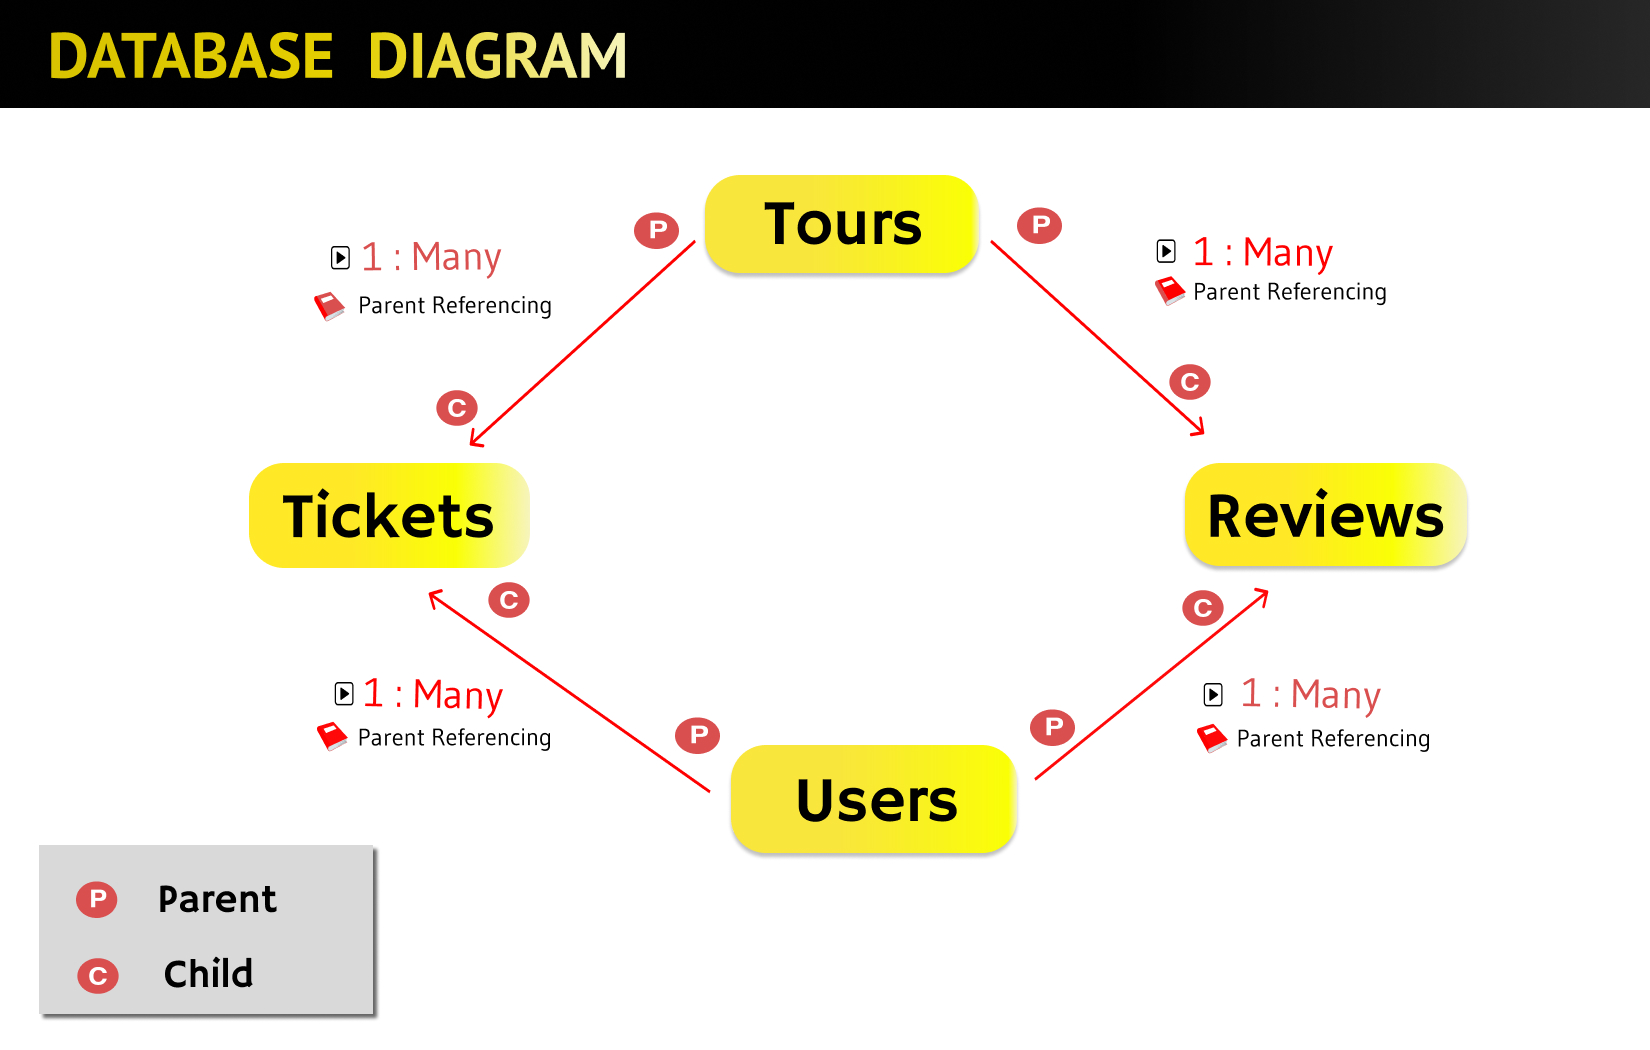 DATABASE DIAGRAM
Tours
P
P
1 : Many
Parent Referencing
1 : Many
Parent Referencing
C
C
Tickets
Reviews
C
C
1 : Many
Parent Referencing
1 : Many
Parent Referencing
P
P
Users
P Parent
C Child